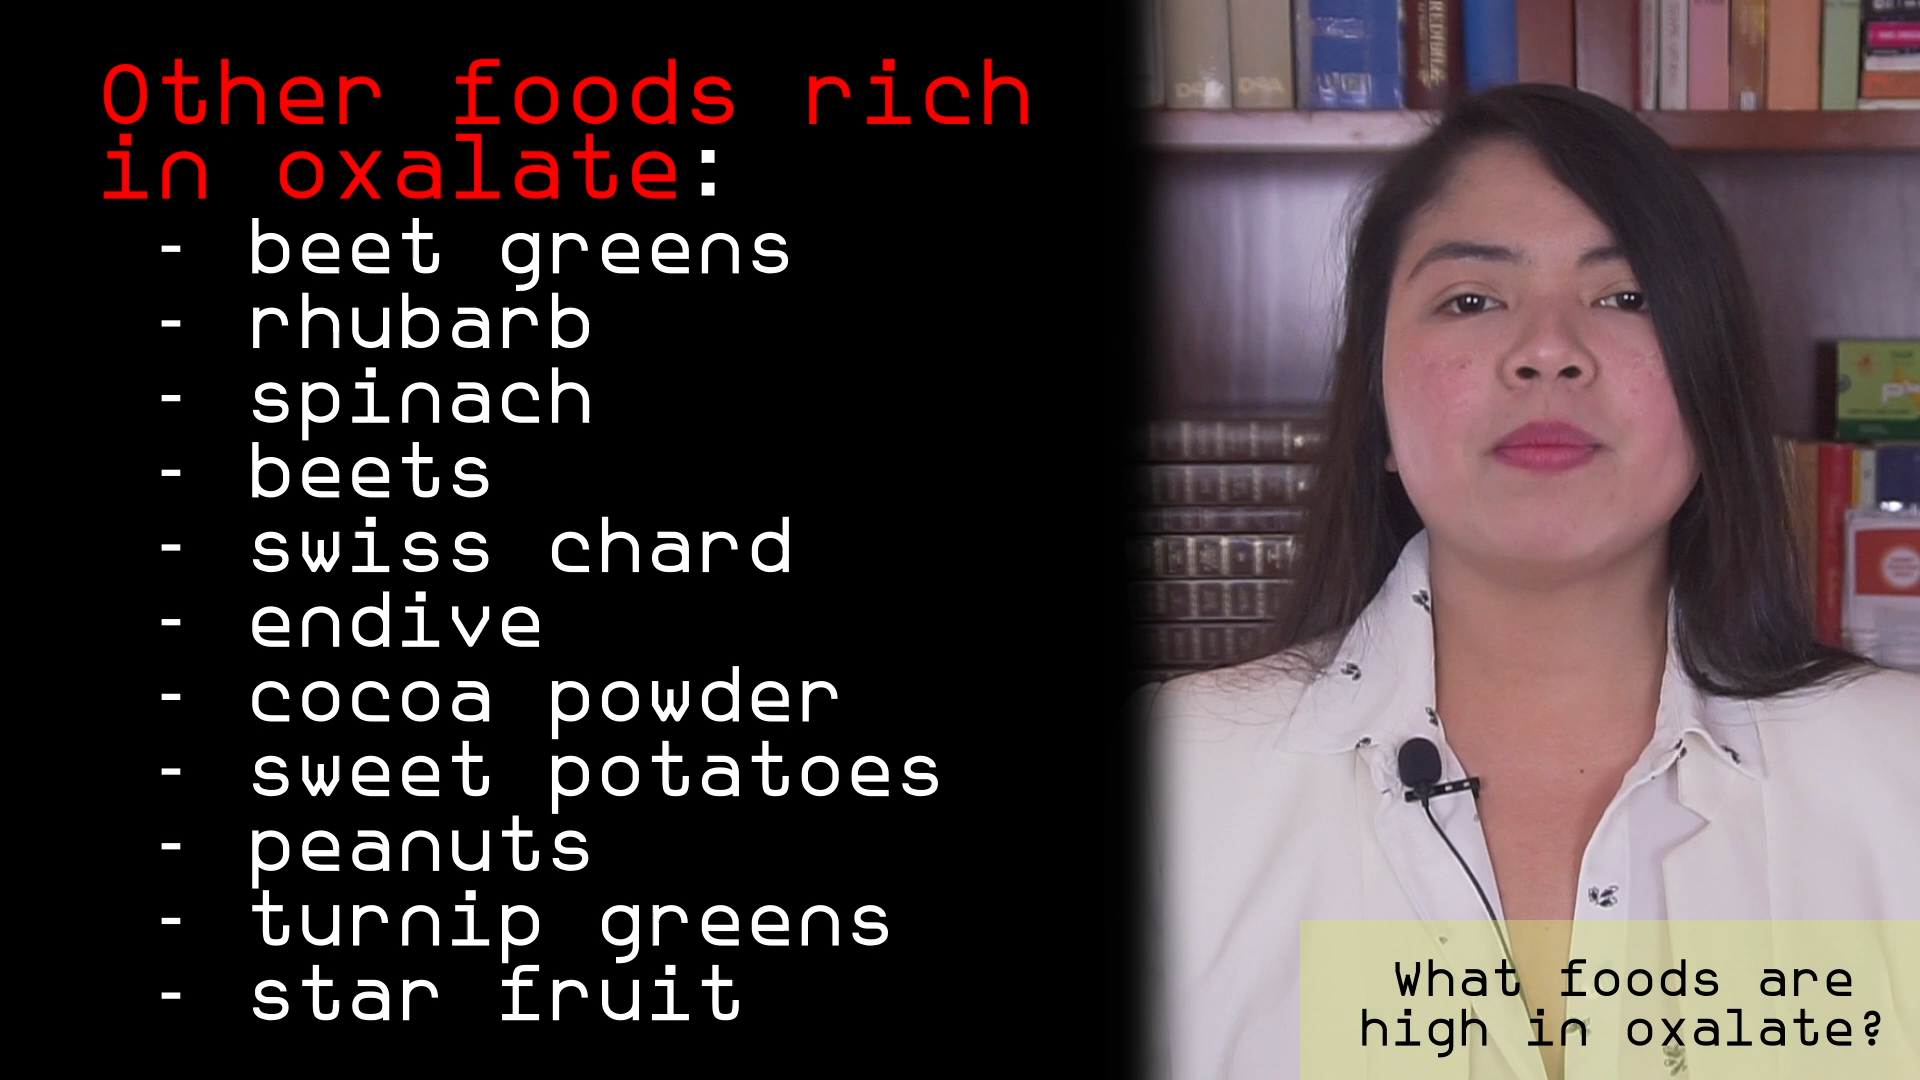 Other foods rich
in oxalate:
- beet greens
- rhubarb
- spinach
- beets
- swiss chard
- endive
- cocoa powder
- sweet potatoes
- peanuts
- turnip greens
- star fruit
What foods are
high in oxalate?